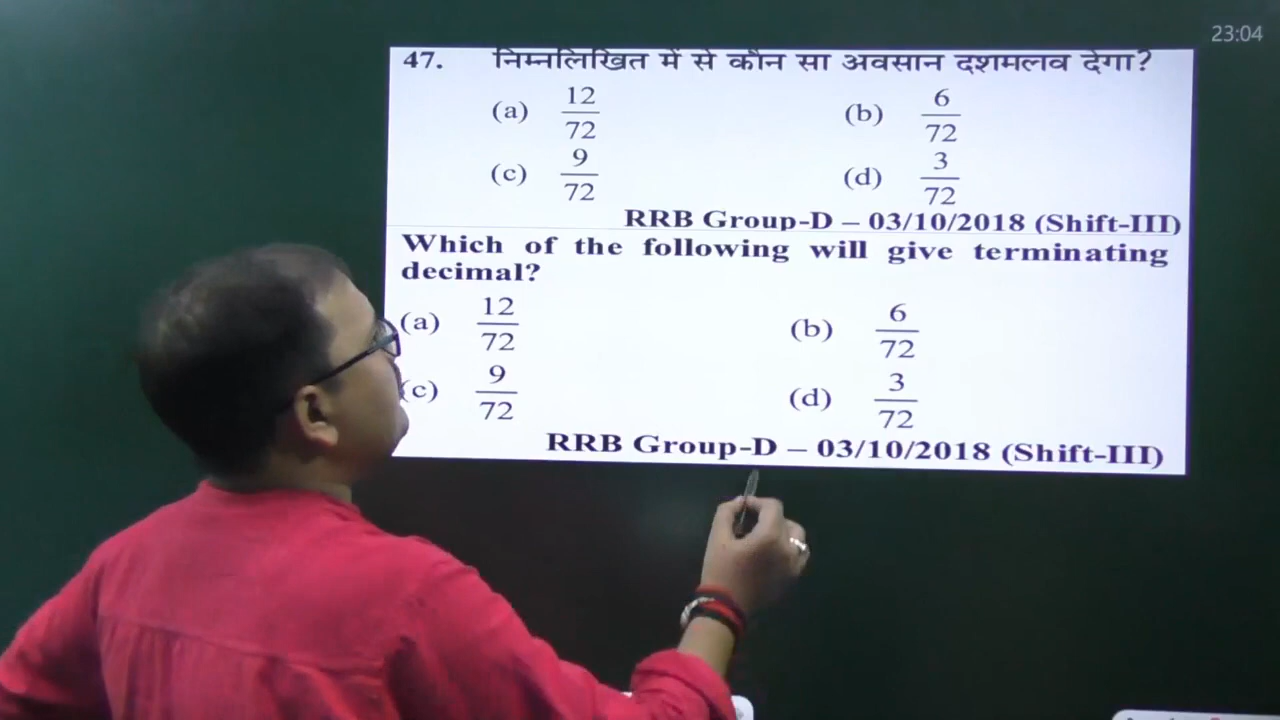 23:04
47. निम्नलिखित में से कौन सा अवसान दशमलव देगा?
(a) 12/72 (b) 6/72
(c) 9/72 (d) 3/72
RRB Group-D – 03/10/2018 (Shift-III)
Which of the following will give terminating
decimal?
(a) 12/72 (b) 6/72
(c) 9/72 (d) 3/72
RRB Group-D – 03/10/2018 (Shift-III)